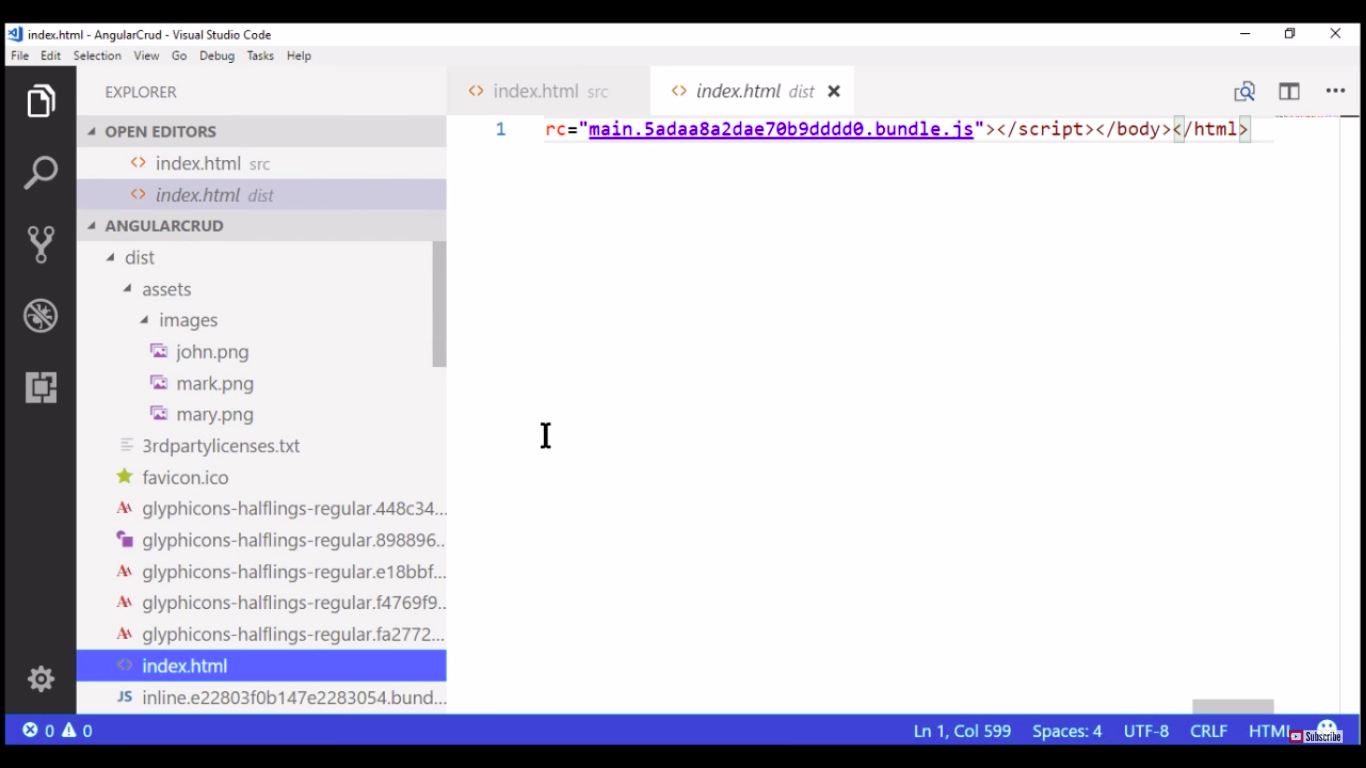 index.html - AngularCrud - Visual Studio Code
File Edit Selection View Go Debug Tasks Help
EXPLORER
index.html src
index.html dist
OPEN EDITORS
index.html src
index.html dist
ANGULARCRUD
dist
assets
images
john.png
mark.png
mary.png
3rdpartylicenses.txt
favicon.ico
glyphicons-halflings-regular.448c34...
glyphicons-halflings-regular.898896...
glyphicons-halflings-regular.e18bbf...
glyphicons-halflings-regular.f4769f9...
glyphicons-halflings-regular.fa2772...
index.html
JS inline.e22803f0b147e2283054.bund...
1 rc="main.5adaa8a2dae70b9dddd0.bundle.js"></script></body></html>
0 0
Ln 1, Col 599 Spaces: 4 UTF-8 CRLF HTML
Subscribe